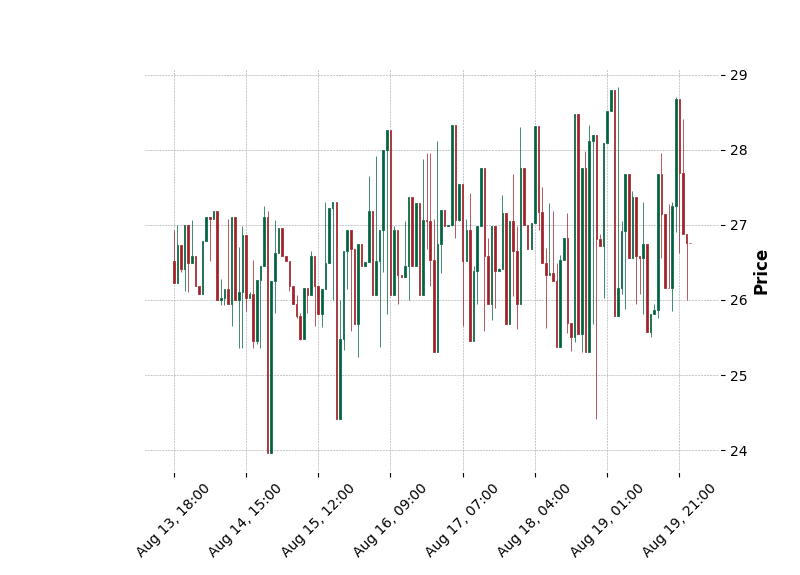 29
28
27
26
25
24
Price
Aug 13, 18:00
Aug 14, 15:00
Aug 15, 12:00
Aug 16, 09:00
Aug 17, 07:00
Aug 18, 04:00
Aug 19, 01:00
Aug 19, 21:00